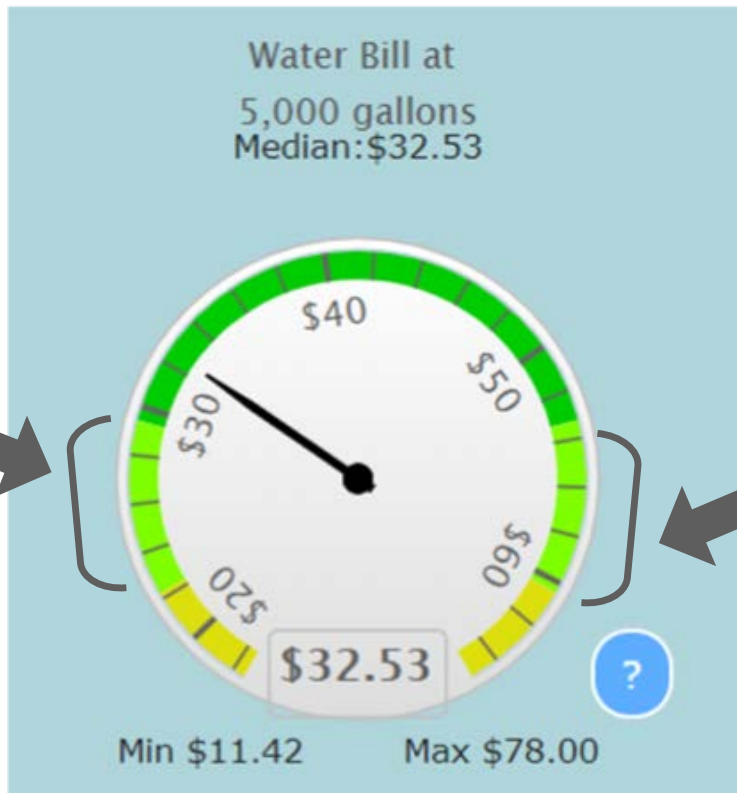 Water Bill at
5,000 gallons
Median:$32.53
$40
$50
$30
$60
$20
$32.53
?
Min $11.42 Max $78.00